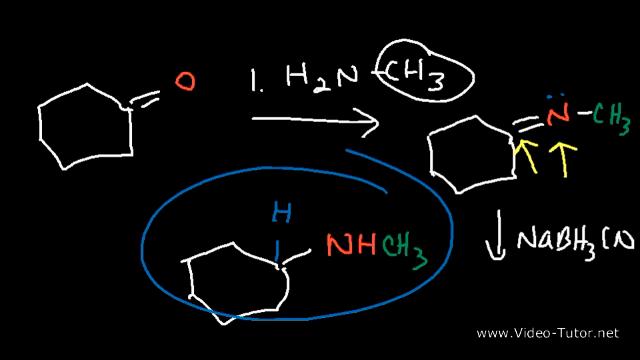 O
1. H2N-CH3
N-CH3
NaBH3CN
H
NHCH3
www.Video-Tutor.net